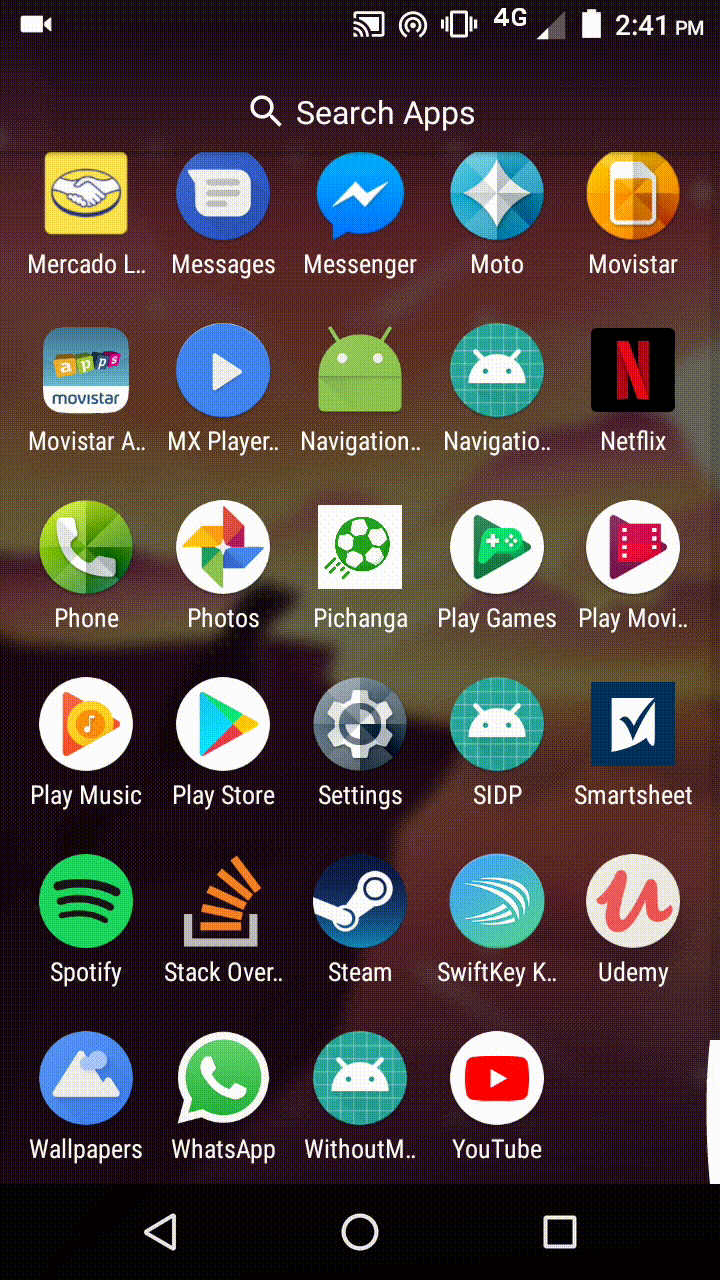 4G 2:41 PM
Search Apps
Mercado L.. Messages Messenger Moto Movistar
apps
movistar
Movistar A.. MX Player.. Navigation.. Navigatio.. Netflix
Phone Photos Pichanga Play Games Play Movi..
Play Music Play Store Settings SIDP Smartsheet
Spotify Stack Over.. Steam SwiftKey K.. Udemy
Wallpapers WhatsApp WithoutM.. YouTube